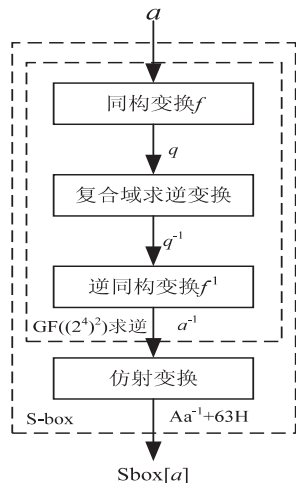 a
同构变换f
q
复合域求逆变换
q⁻¹
逆同构变换f¹
GF((2⁴)²)求逆
a⁻¹
仿射变换
S-box
Aa⁻¹+63H
Sbox[a]